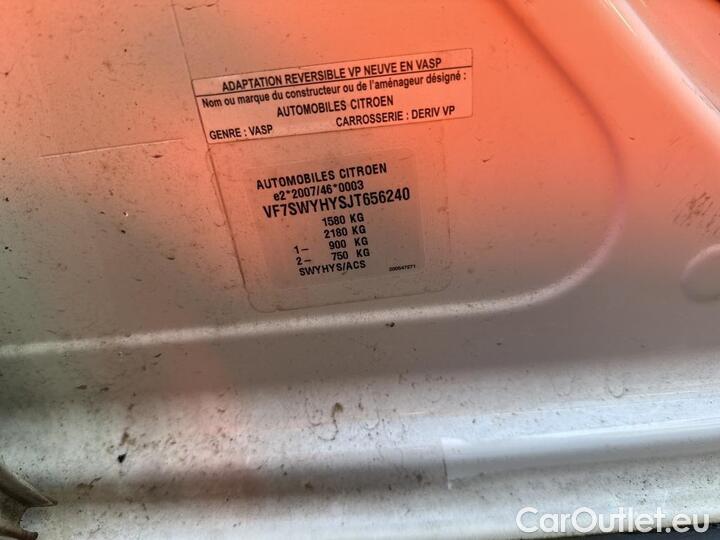 ADAPTATION REVERSIBLE VP NEUVE EN VASP
Nom ou marque du constructeur ou de l'aménageur désigné :
AUTOMOBILES CITROEN
GENRE : VASP CARROSSERIE : DERIV VP
AUTOMOBILES CITROEN
e2*2007/46*0003
VF7SWYHYSJT656240
1580 KG
2180 KG
1– 900 KG
2– 750 KG
SWYHYS/ACS
200547271
CarOutlet.eu